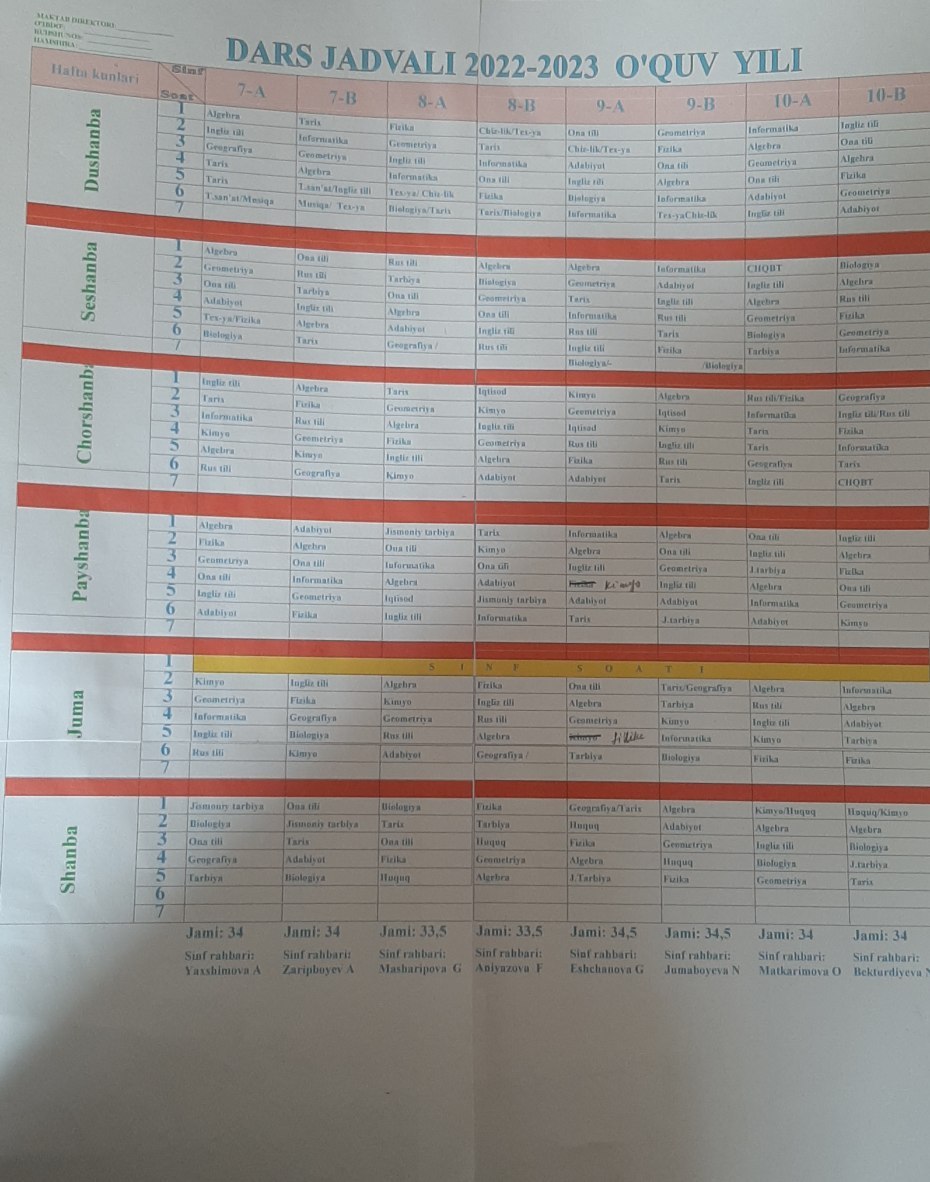 MAKTAB DIREKTORI:
O'IBDO':
RUHSHUNOS:
HAMSHIRA
DARS JADVALI 2022-2023 O'QUV YILI
Hafta kunlari Sinf Soat 7-A 7-B 8-A 8-B 9-A 9-B 10-A 10-B
Dushanba
1 Algebra Tarix Fizika Chiz-lik/Tex-ya Ona tili Geometriya Informatika Ingliz tili
2 Ingliz tili Informatika Geometriya Tarix Chiz-lik/Tex-ya Fizika Algebra Ona tili
3 Geografiya Geometriya Ingliz tili Informatika Adabiyot Ona tili Geometriya Algebra
4 Tarix Algebra Informatika Ona tili Ingliz tili Algebra Ona tili Fizika
5 Tarix T.san'at/Ingliz tili Tex-ya/ Chiz-lik Fizika Biologiya Informatika Adabiyot Geometriya
6 T.san'at/Musiqa Musiqa/ Tex-ya Biologiya/Tarix Tarix/Biologiya Informatika Tex-yaChiz-lik Ingliz tili Adabiyot
7
Seshanba
1 Algebra Ona tili Rus tili Algebra Algebra Informatika CHQBT Biologiya
2 Geometriya Rus tili Tarbiya Biologiya Geometriya Adabiyot Ingliz tili Algebra
3 Ona tili Tarbiya Ona tili Geometriya Tarix Ingliz tili Algebra Rus tili
4 Adabiyot Ingliz tili Algebra Ona tili Informatika Rus tili Geometriya Fizika
5 Tex-ya/Fizika Algebra Adabiyot Ingliz tili Rus tili Tarix Biologiya Geometriya
6 Biologiya Tarix Geografiya / Rus tili Ingliz tili Fizika Tarbiya Informatika
7 Biologiya/- /Biologiya
Chorshanba
1 Ingliz tili Algebra Tarix Iqtisod Kimyo Algebra Rus tili/Fizika Geografiya
2 Tarix Fizika Geometriya Kimyo Geometriya Iqtisod Informatika Ingliz tili/Rus tili
3 Informatika Rus tili Algebra Ingliz tili Iqtisod Kimyo Tarix Fizika
4 Kimyo Geometriya Fizika Geometriya Rus tili Ingliz tili Tarix Informatika
5 Algebra Kimyo Ingliz tili Algebra Fizika Rus tili Geografiya Tarix
6 Rus tili Geografiya Kimyo Adabiyot Adabiyot Tarix Ingliz tili CHQBT
7
Payshanba
1 Algebra Adabiyot Jismoniy tarbiya Tarix Informatika Algebra Ona tili Ingliz tili
2 Fizika Algebra Ona tili Kimyo Algebra Ona tili Ingliz tili Algebra
3 Geometriya Ona tili Informatika Ona tili Ingliz tili Geometriya J.tarbiya Fizika
4 Ona tili Informatika Algebra Adabiyot Fizika Kimyo Ingliz tili Algebra Ona tili
5 Ingliz tili Geometriya Iqtisod Jismoniy tarbiya Adabiyot Adabiyot Informatika Geometriya
6 Adabiyot Fizika Ingliz tili Informatika Tarix J.tarbiya Adabiyot Kimyo
7
Juma
1 S I N F S O A T I
2 Kimyo Ingliz tili Algebra Fizika Ona tili Tarix/Geografiya Algebra Informatika
3 Geometriya Fizika Kimyo Ingliz tili Algebra Tarbiya Rus tili Algebra
4 Informatika Geografiya Geometriya Rus tili Geometriya Kimyo Ingliz tili Adabiyot
5 Ingliz tili Biologiya Rus tili Algebra Kimyo Informatika Kimyo Tarbiya
6 Rus tili Kimyo Adabiyot Geografiya / Tarbiya Biologiya Fizika Fizika
7
Shanba
1 Jismoniy tarbiya Ona tili Biologiya Fizika Geografiya/Tarix Algebra Kimyo/Huquq Huquq/Kimyo
2 Biologiya Jismoniy tarbiya Tarix Tarbiya Huquq Adabiyot Algebra Algebra
3 Ona tili Tarix Ona tili Huquq Fizika Geometriya Ingliz tili Biologiya
4 Geografiya Adabiyot Fizika Geometriya Algebra Huquq Biologiya J.tarbiya
5 Tarbiya Biologiya Huquq Algebra J.Tarbiya Fizika Geometriya Tarix
6
7
Jami: 34 Jami: 34 Jami: 33,5 Jami: 33,5 Jami: 34,5 Jami: 34,5 Jami: 34 Jami: 34
Sinf rahbari: Sinf rahbari: Sinf rahbari: Sinf rahbari: Sinf rahbari: Sinf rahbari: Sinf rahbari: Sinf rahbari:
Yaxshimova A Zaripboyev A Masharipova G Aniyazova F Eshchanova G Jumaboyeva N Matkarimova O Bekturdiyeva N